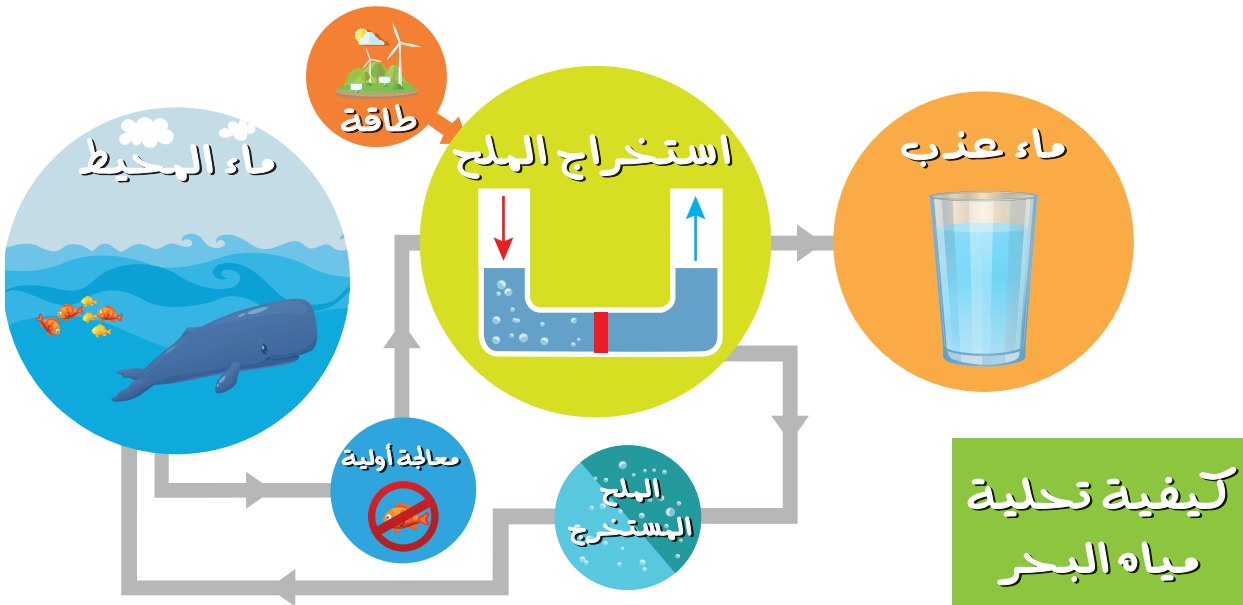 طاقة
ماء المحيط
استخراج الملح
ماء عذب
معالجة أولية
الملح
المستخرج
كيفية تحلية
مياه البحر